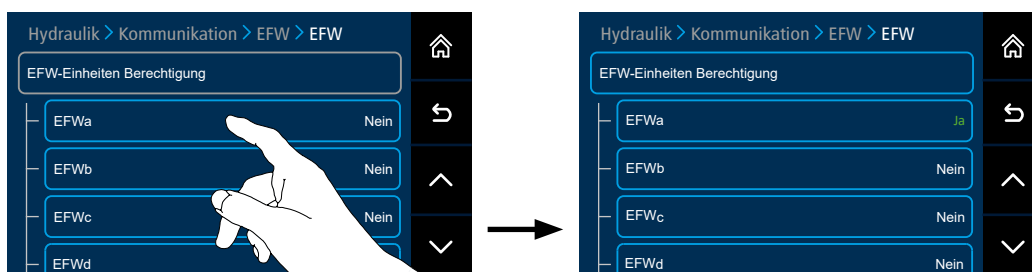 Hydraulik > Kommunikation > EFW > EFW
EFW-Einheiten Berechtigung
EFWa Nein
EFWb Nein
EFWc Nein
EFWd
Hydraulik > Kommunikation > EFW > EFW
EFW-Einheiten Berechtigung
EFWa Ja
EFWb Nein
EFWc Nein
EFWd Nein